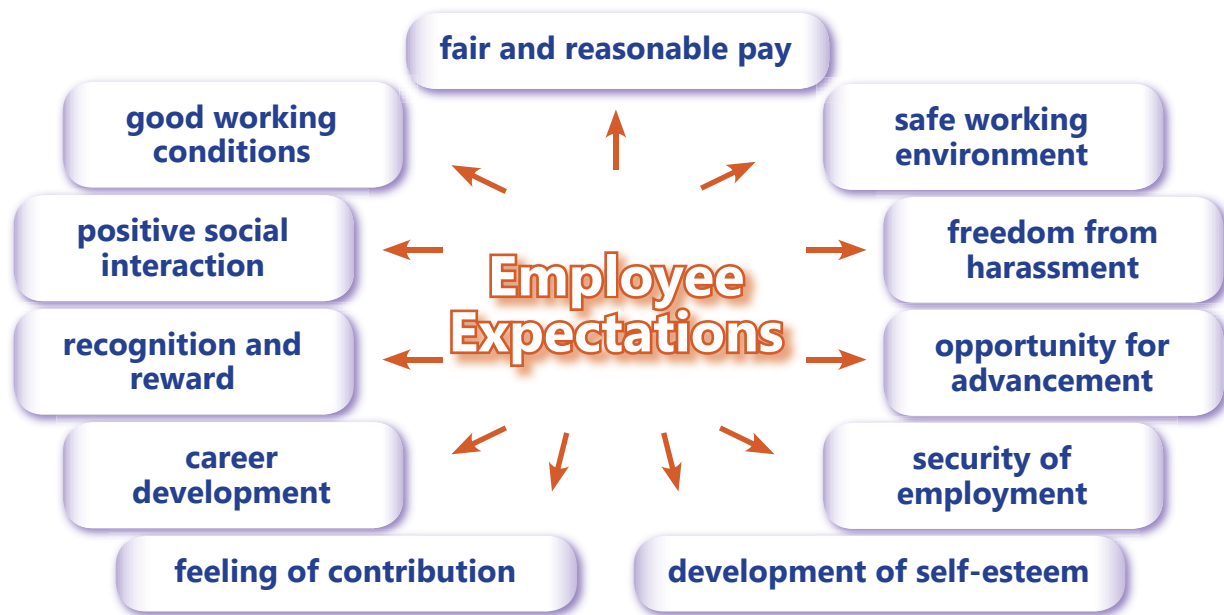 fair and reasonable pay
good working
conditions
safe working
environment
positive social
interaction
freedom from
harassment
Employee
Expectations
recognition and
reward
opportunity for
advancement
career
development
security of
employment
feeling of contribution
development of self-esteem